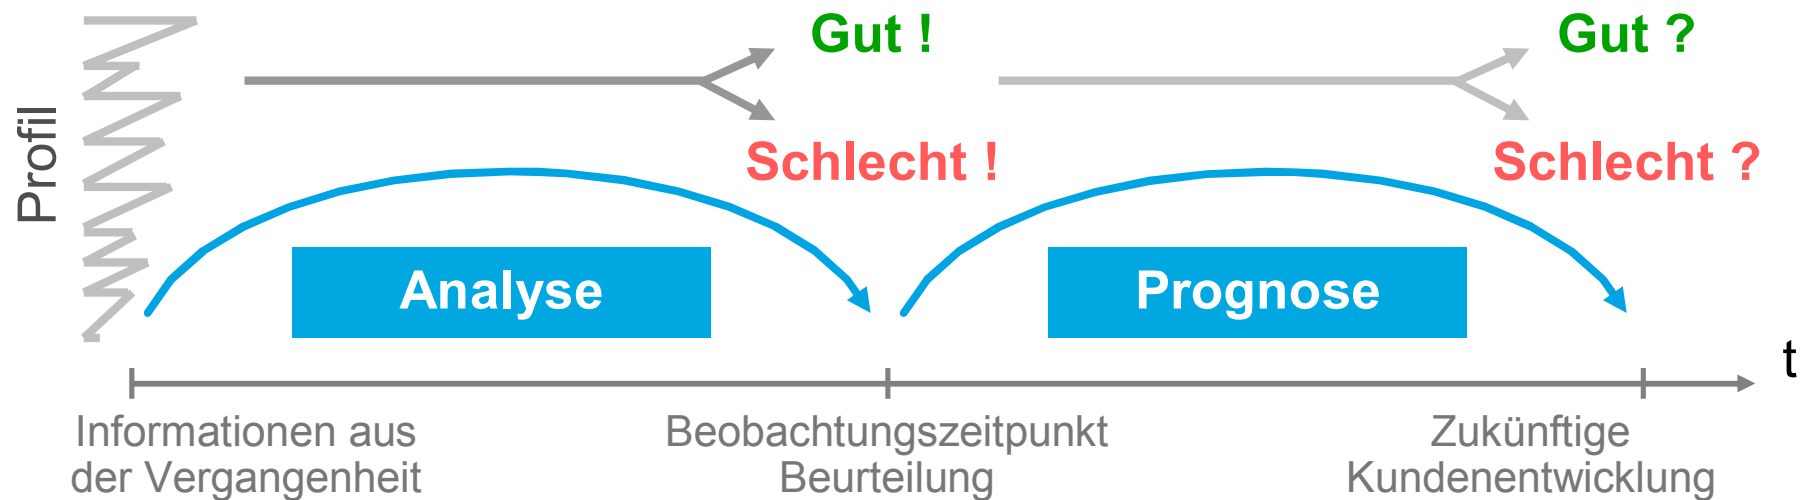 Profil
Gut !
Schlecht !
Gut ?
Schlecht ?
Analyse
Prognose
t
Informationen aus
der Vergangenheit
Beobachtungszeitpunkt
Beurteilung
Zukünftige
Kundenentwicklung